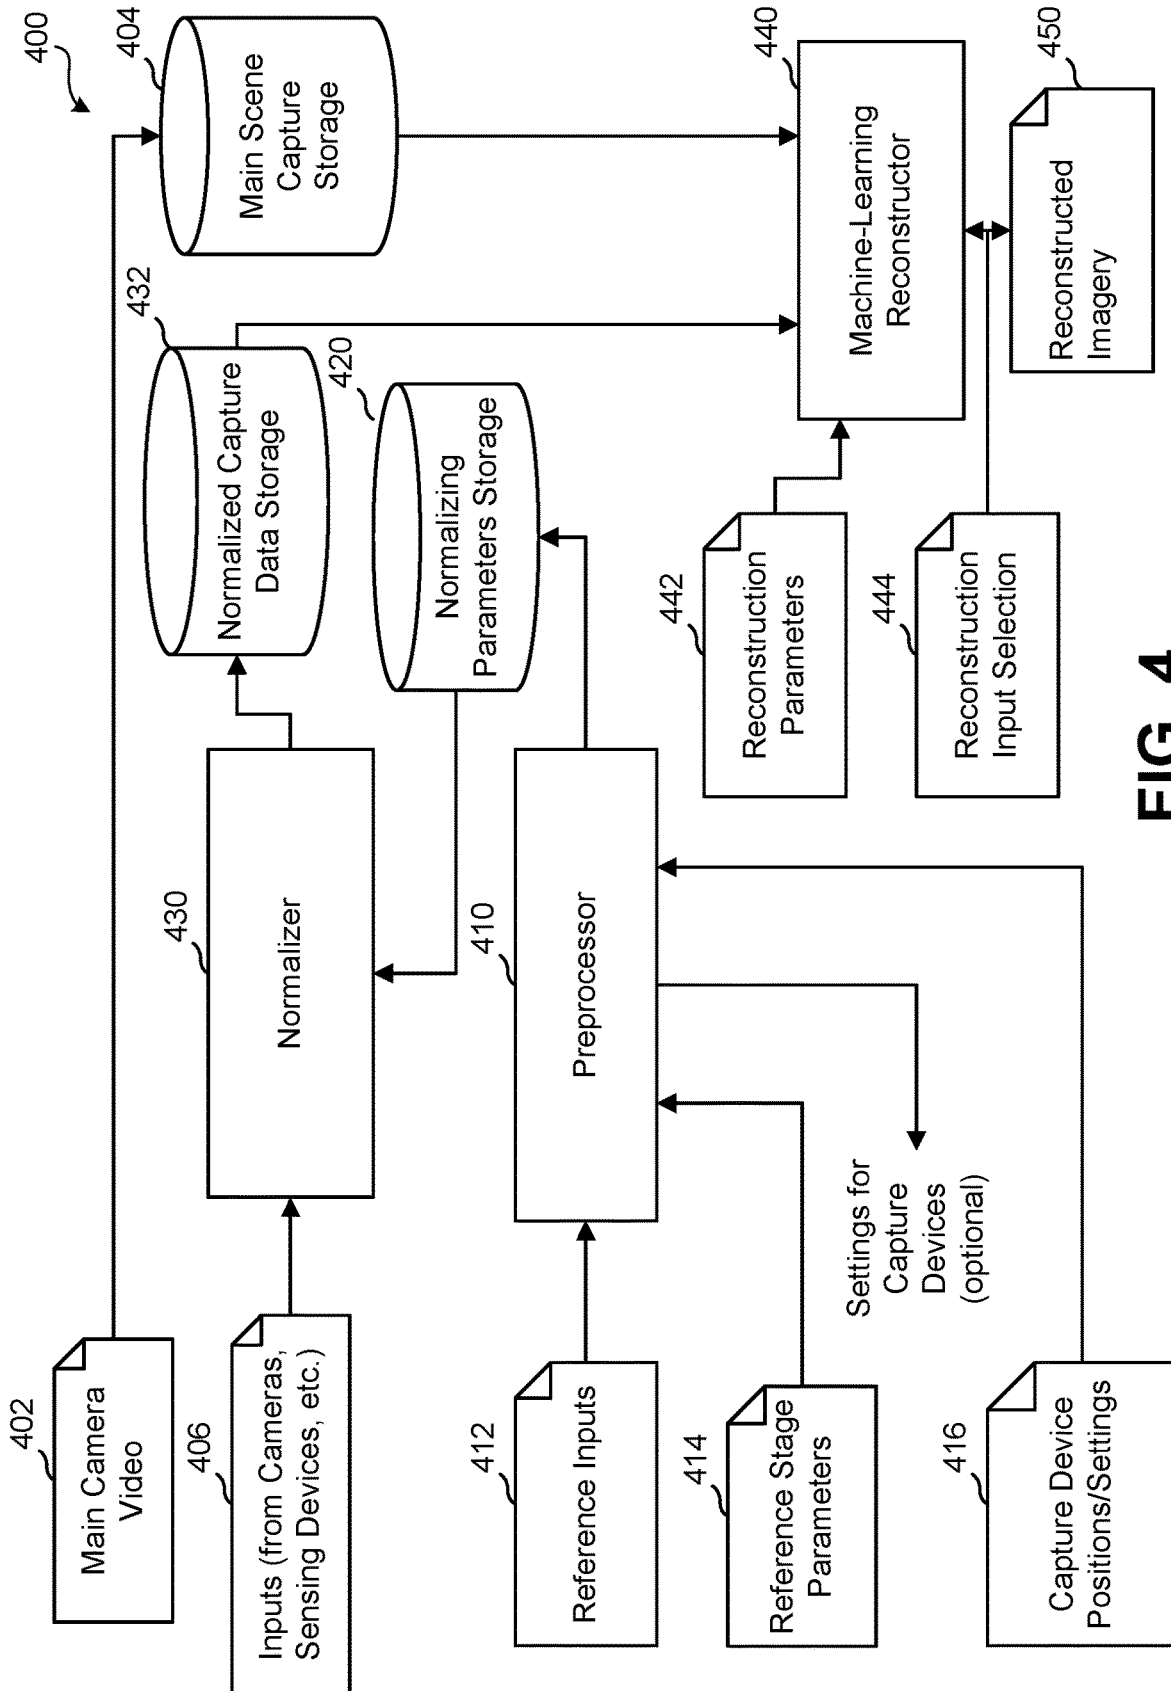 400
402
Main Camera
Video
404
Main Scene
Capture
Storage
406
Inputs (from Cameras,
Sensing Devices, etc.)
430
Normalizer
432
Normalized Capture
Data Storage
420
Normalizing
Parameters Storage
412
Reference Inputs
410
Preprocessor
414
Reference Stage
Parameters
Settings for
Capture
Devices
(optional)
416
Capture Device
Positions/Settings
440
Machine-Learning
Reconstructor
442
Reconstruction
Parameters
444
Reconstruction
Input Selection
450
Reconstructed
Imagery
FIG. 4